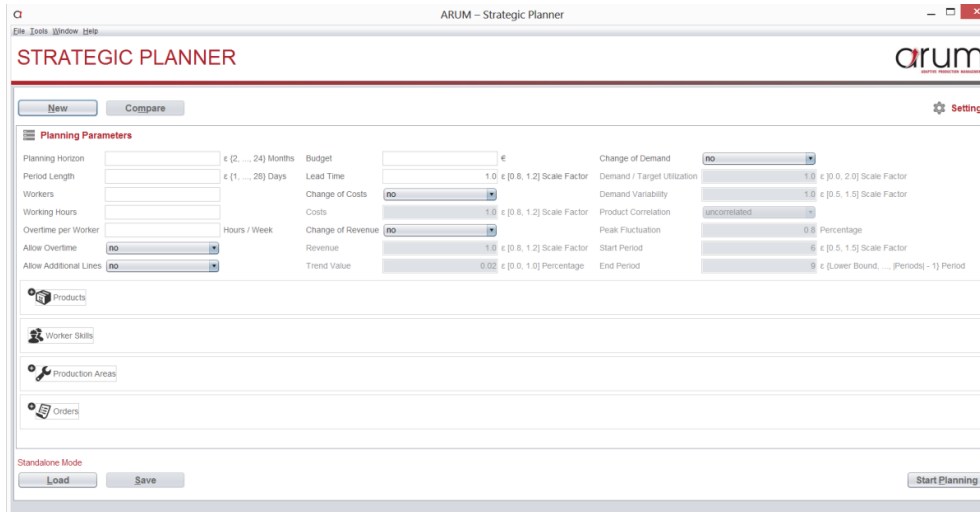 ARUM – Strategic Planner
File Tools Window Help
STRATEGIC PLANNER
arum
ADAPTIVE PRODUCTION MANAGEMENT
New Compare Setting
Planning Parameters
Planning Horizon ε {2, ..., 24} Months Budget € Change of Demand no
Period Length ε {1, ..., 28} Days Lead Time 1.0 ε [0.8, 1.2] Scale Factor Demand / Target Utilization 1.0 ε ]0.0, 2.0] Scale Factor
Workers Change of Costs no Demand Variability 1.0 ε [0.5, 1.5] Scale Factor
Working Hours Costs 1.0 ε [0.8, 1.2] Scale Factor Product Correlation uncorrelated
Overtime per Worker Hours / Week Change of Revenue no Peak Fluctuation 0.8 Percentage
Allow Overtime no Revenue 1.0 ε [0.8, 1.2] Scale Factor Start Period 6 ε [0.5, 1.5] Scale Factor
Allow Additional Lines no Trend Value 0.02 ε [0.0, 1.0] Percentage End Period 9 ε {Lower Bound, ..., |Periods| - 1} Period
Products
Worker Skills
Production Areas
Orders
Standalone Mode
Load Save Start Planning